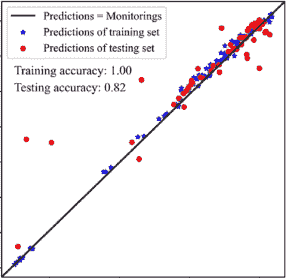 Predictions = Monitorings
Predictions of training set
Predictions of testing set
Training accuracy: 1.00
Testing accuracy: 0.82